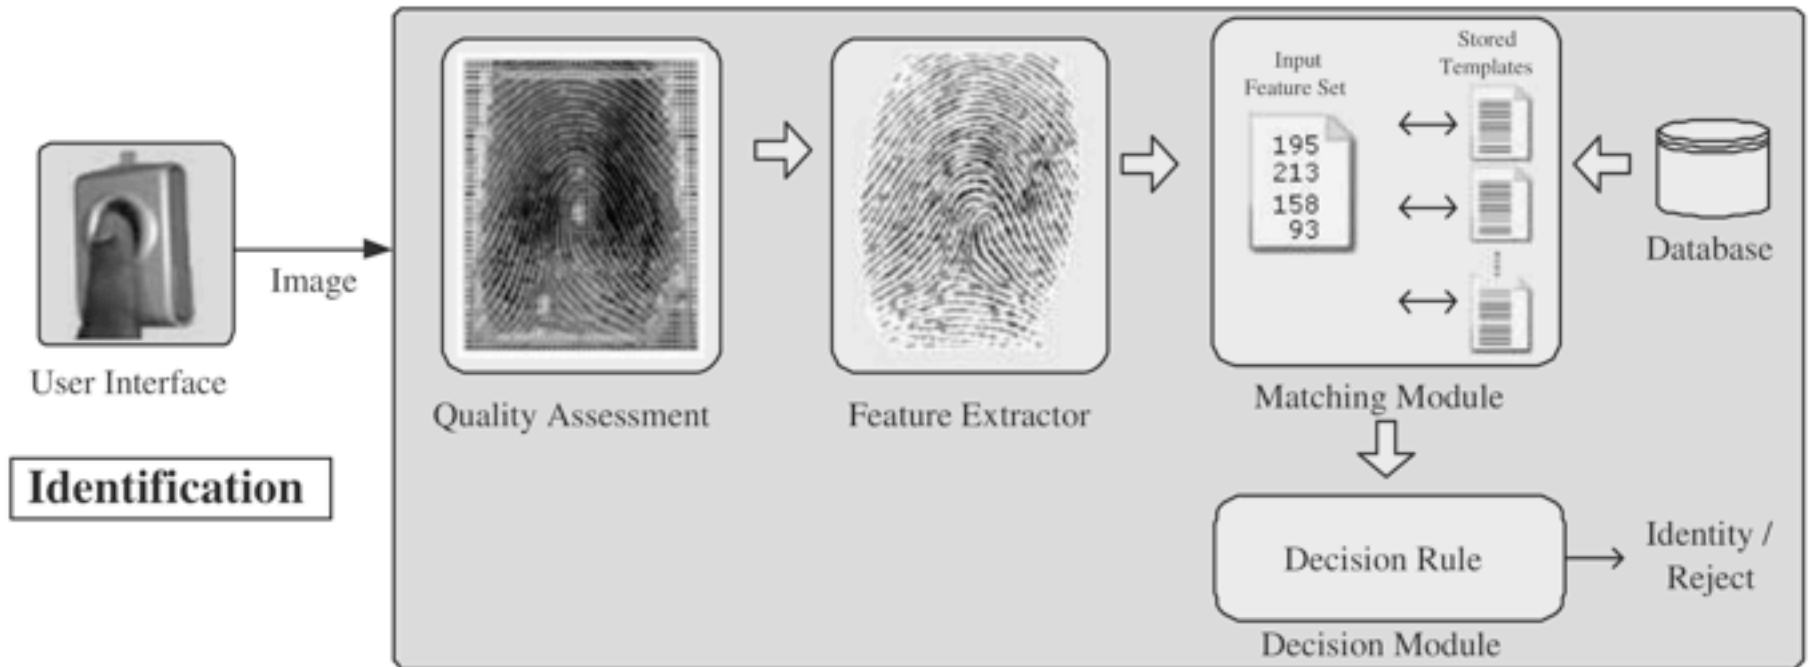 Stored
Templates
Input
Feature Set
195
213
158
93
Image
Database
User Interface
Quality Assessment
Feature Extractor
Matching Module
Identification
Decision Rule
Identity /
Reject
Decision Module